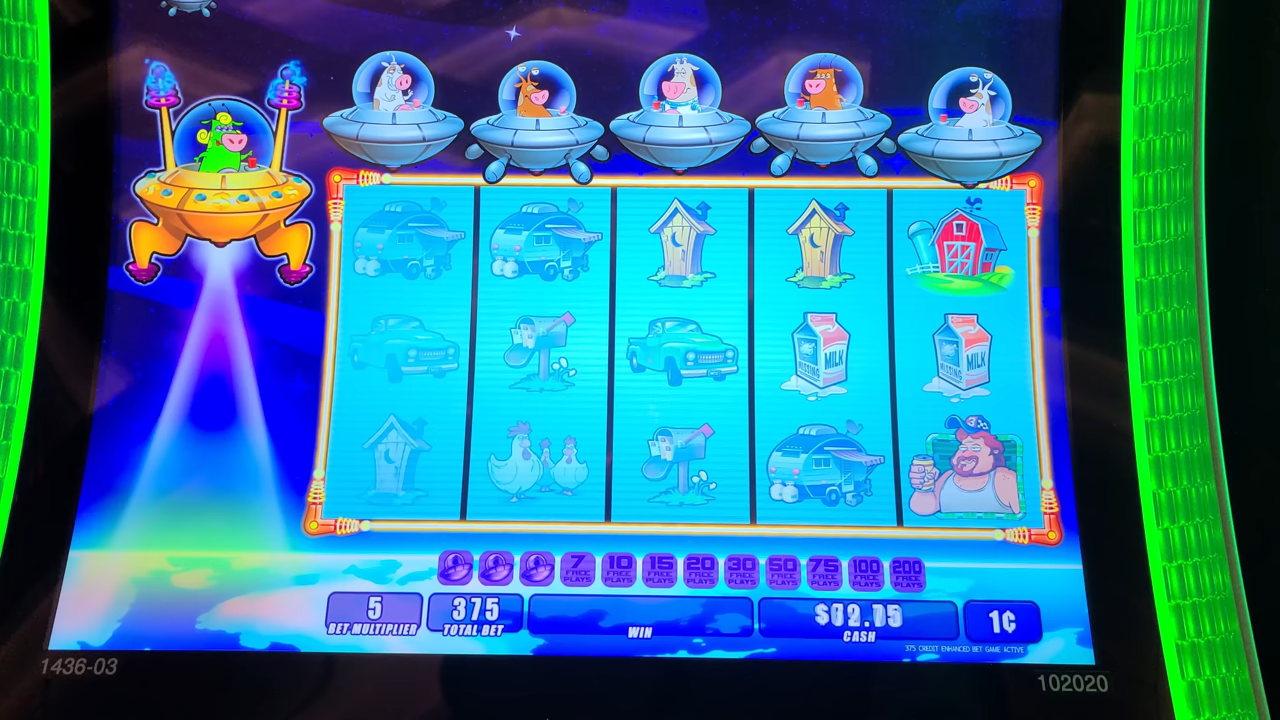 MILK
MISSING
MILK
MISSING
7 FREE PLAYS
10 FREE PLAYS
15 FREE PLAYS
20 FREE PLAYS
30 FREE PLAYS
50 FREE PLAYS
75 FREE PLAYS
100 FREE PLAYS
200 FREE PLAYS
5
BET MULTIPLIER
375
TOTAL BET
WIN
CASH
1¢
375 CREDIT ENHANCED BET GAME ACTIVE
1436-03
102020